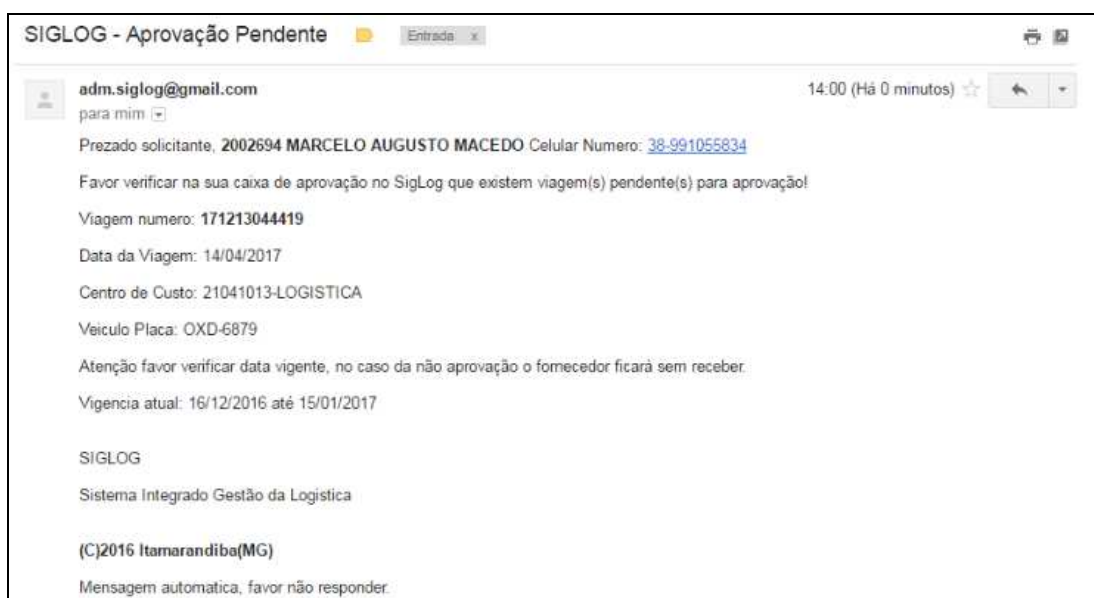 SIGLOG - Aprovação Pendente Entrada x
adm.siglog@gmail.com 14:00 (Há 0 minutos)
para mim
Prezado solicitante, 2002694 MARCELO AUGUSTO MACEDO Celular Numero: 38-991055834
Favor verificar na sua caixa de aprovação no SigLog que existem viagem(s) pendente(s) para aprovação!
Viagem numero: 171213044419
Data da Viagem: 14/04/2017
Centro de Custo: 21041013-LOGISTICA
Veiculo Placa: OXD-6879
Atenção favor verificar data vigente, no caso da não aprovação o fornecedor ficará sem receber.
Vigencia atual: 16/12/2016 até 15/01/2017
SIGLOG
Sistema Integrado Gestão da Logistica
(C)2016 Itamarandiba(MG)
Mensagem automatica, favor não responder.